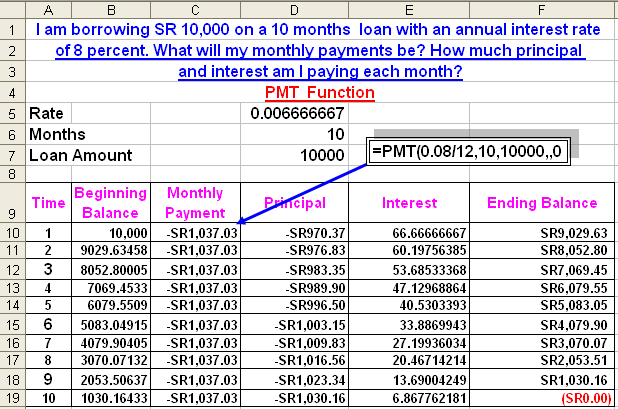 A B C D E F
1 I am borrowing SR 10,000 on a 10 months loan with an annual interest rate
2 of 8 percent. What will my monthly payments be? How much principal
3 and interest am I paying each month?
4 PMT Function
5 Rate 0.006666667
6 Months 10
7 Loan Amount 10000
=PMT(0.08/12,10,10000,,0
8
9 Time Beginning Balance Monthly Payment Principal Interest Ending Balance
10 1 10,000 -SR1,037.03 -SR970.37 66.66666667 SR9,029.63
11 2 9029.63458 -SR1,037.03 -SR976.83 60.19756385 SR8,052.80
12 3 8052.80005 -SR1,037.03 -SR983.35 53.68533368 SR7,069.45
13 4 7069.4533 -SR1,037.03 -SR989.90 47.12968864 SR6,079.55
14 5 6079.5509 -SR1,037.03 -SR996.50 40.5303393 SR5,083.05
15 6 5083.04915 -SR1,037.03 -SR1,003.15 33.8869943 SR4,079.90
16 7 4079.90405 -SR1,037.03 -SR1,009.83 27.19936034 SR3,070.07
17 8 3070.07132 -SR1,037.03 -SR1,016.56 20.46714214 SR2,053.51
18 9 2053.50637 -SR1,037.03 -SR1,023.34 13.69004249 SR1,030.16
19 10 1030.16433 -SR1,037.03 -SR1,030.16 6.867762181 (SR0.00)